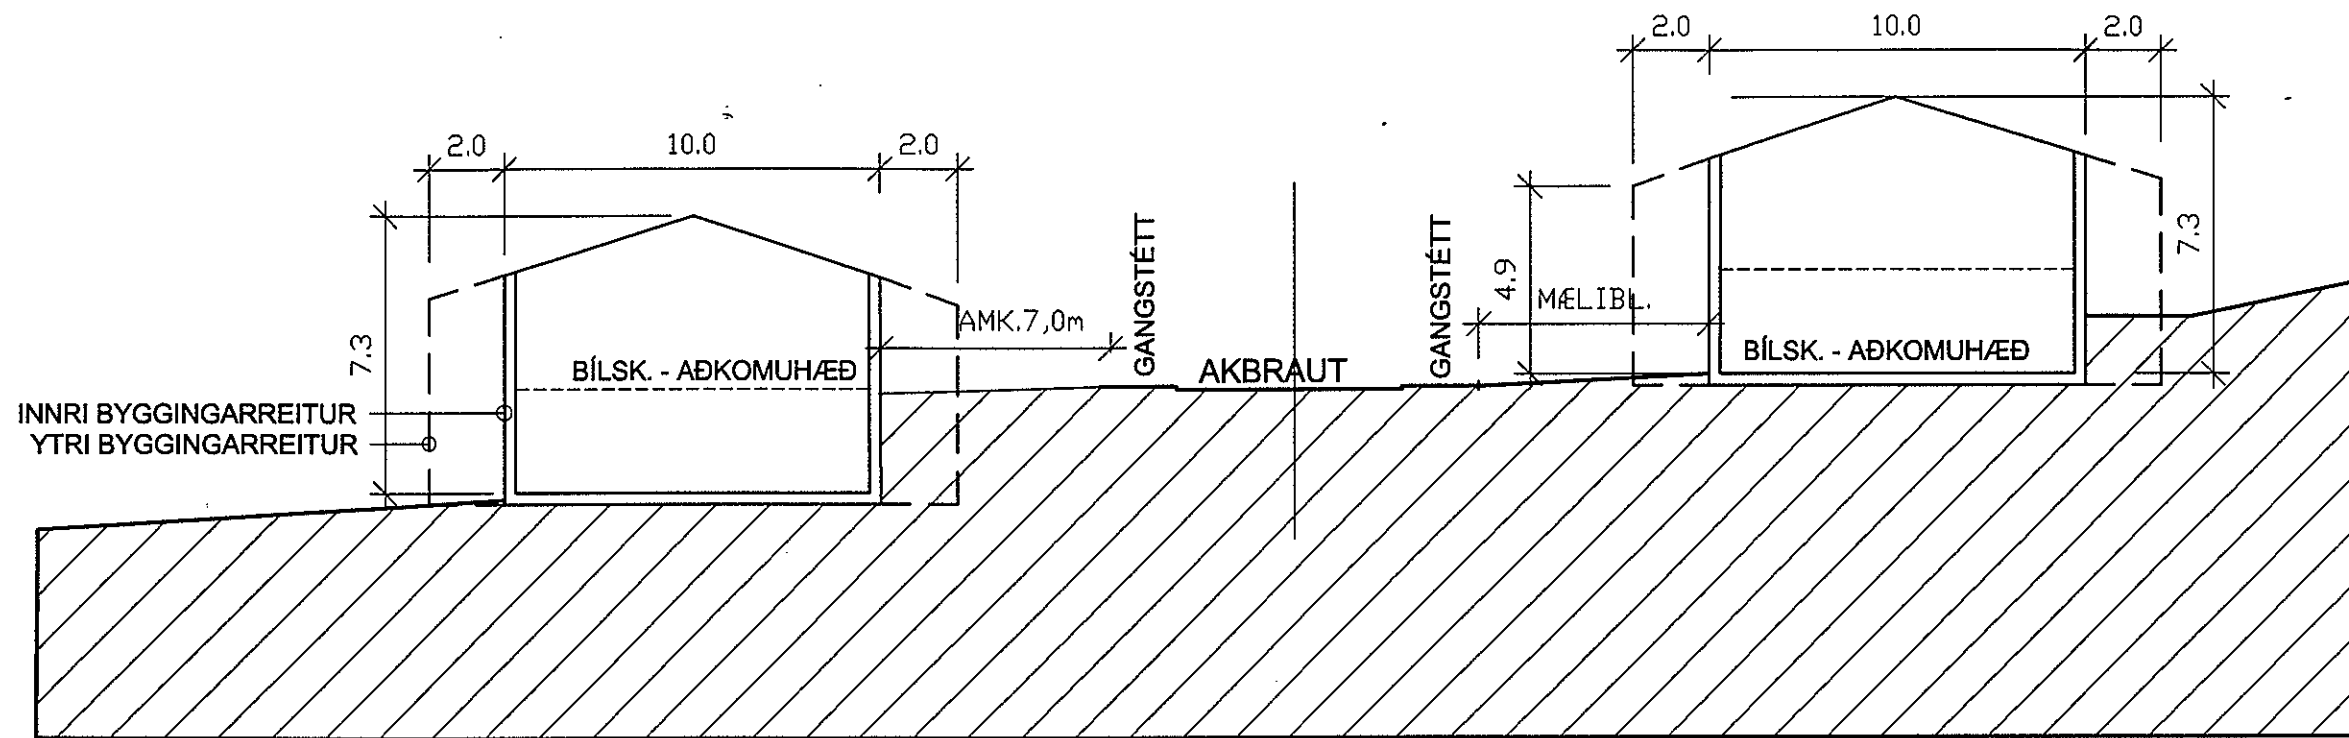 2.0 10.0 2.0
2.0 10.0 2.0
7.3
AMK.7,0m
GANGSTÉTT
GANGSTÉTT
4.9
MÆLIBL.
7.3
BÍLSK. - AÐKOMUHÆÐ
AKBRAUT
BÍLSK. - AÐKOMUHÆÐ
INNRI BYGGINGARREITUR
YTRI BYGGINGARREITUR